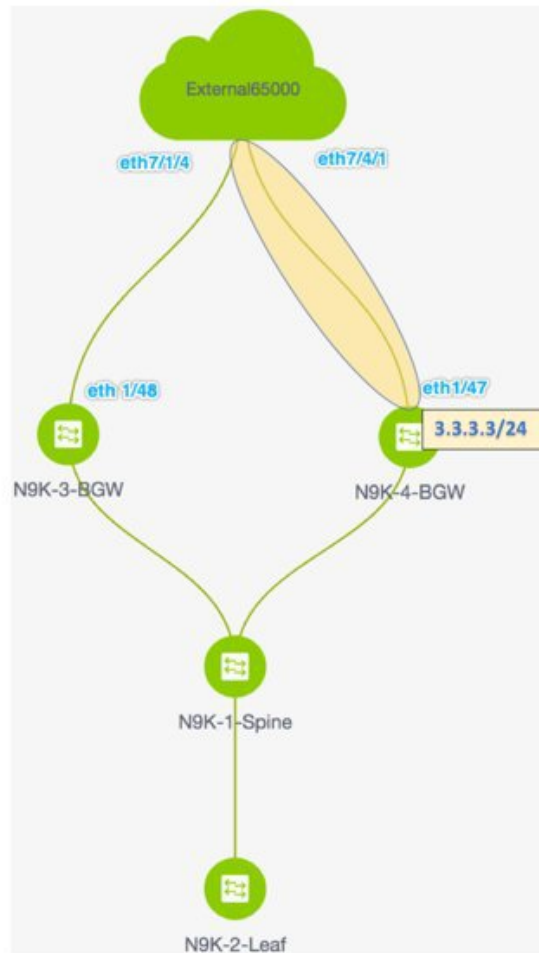 External65000
eth7/1/4
eth7/4/1
eth 1/48
eth1/47
3.3.3.3/24
N9K-3-BGW
N9K-4-BGW
N9K-1-Spine
N9K-2-Leaf